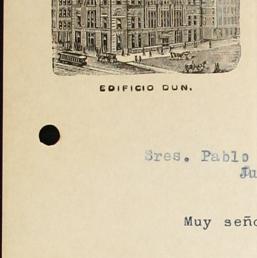 EDIFICIO DUN.
Sres. Pablo
Ju
Muy seño